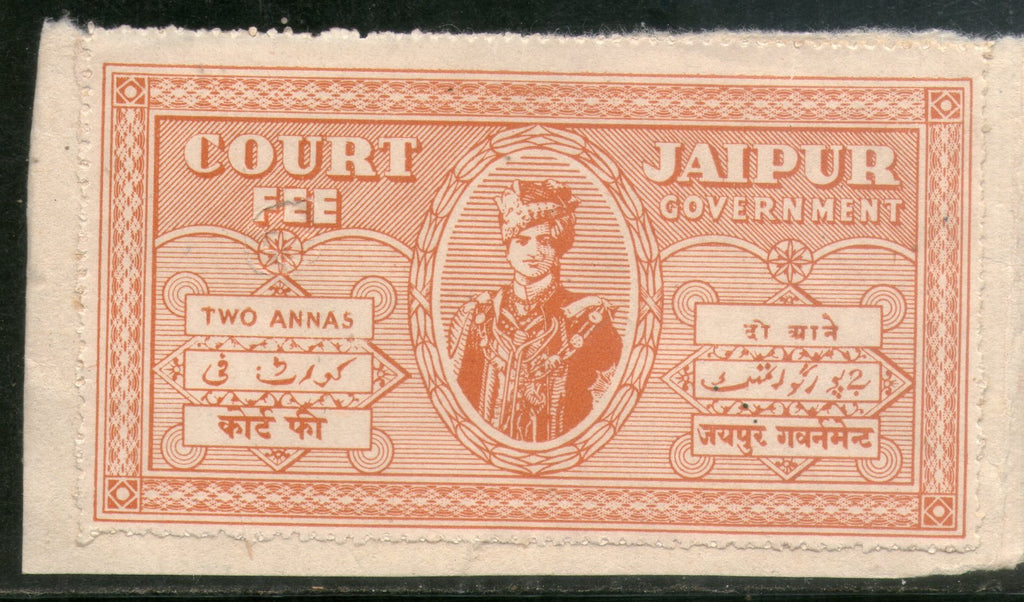 COURT
FEE
JAIPUR
GOVERNMENT
TWO ANNAS
کورٹ فی
कोर्ट फी
दो आने
جے پور گورنمنٹ
जयपुर गवर्नमेन्ट